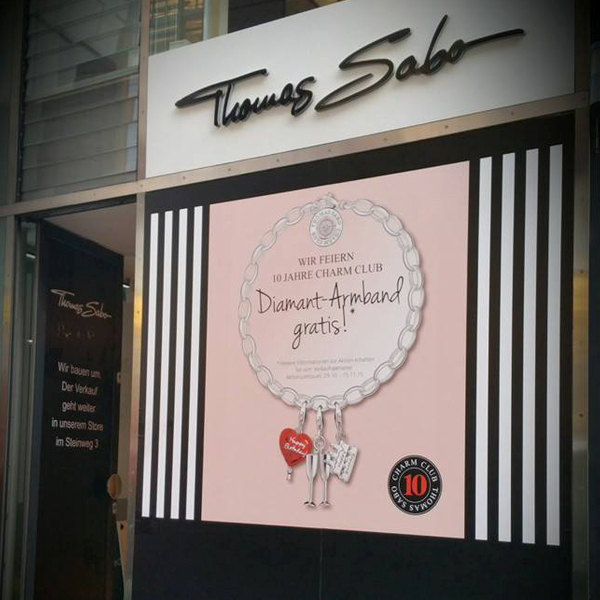 Thomas Sabo
WIR FEIERN
10 JAHRE CHARM CLUB
Diamant-Armband
gratis!*
Happy
Birthday
CHARM CLUB THOMAS SABO
10
Thomas Sabo
Wir bauen um.
Der Verkauf
geht weiter
in unserem Store
im Steinweg 3